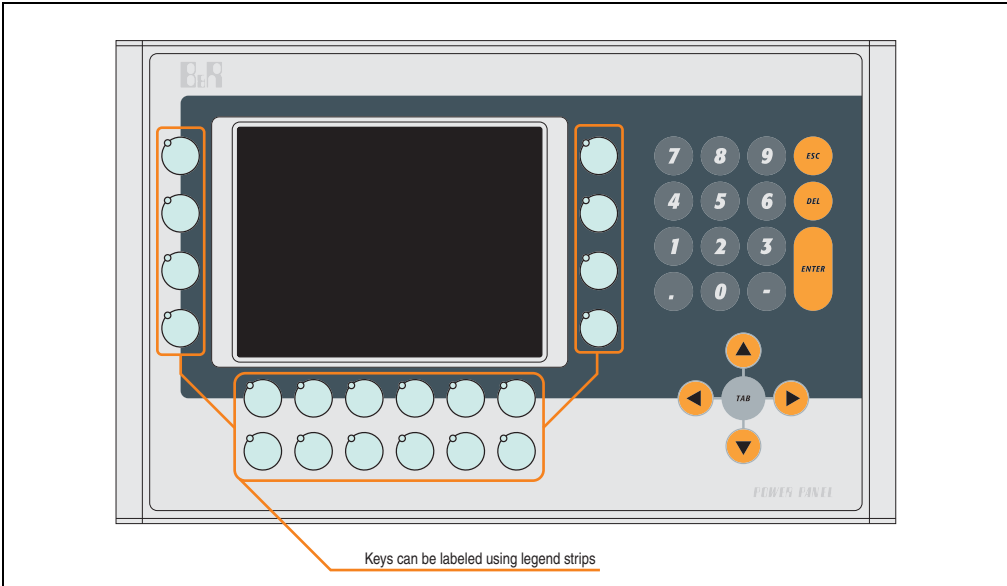 B&R
7 8 9 ESC
4 5 6 DEL
1 2 3 ENTER
. 0 -
TAB
POWER PANEL
Keys can be labeled using legend strips